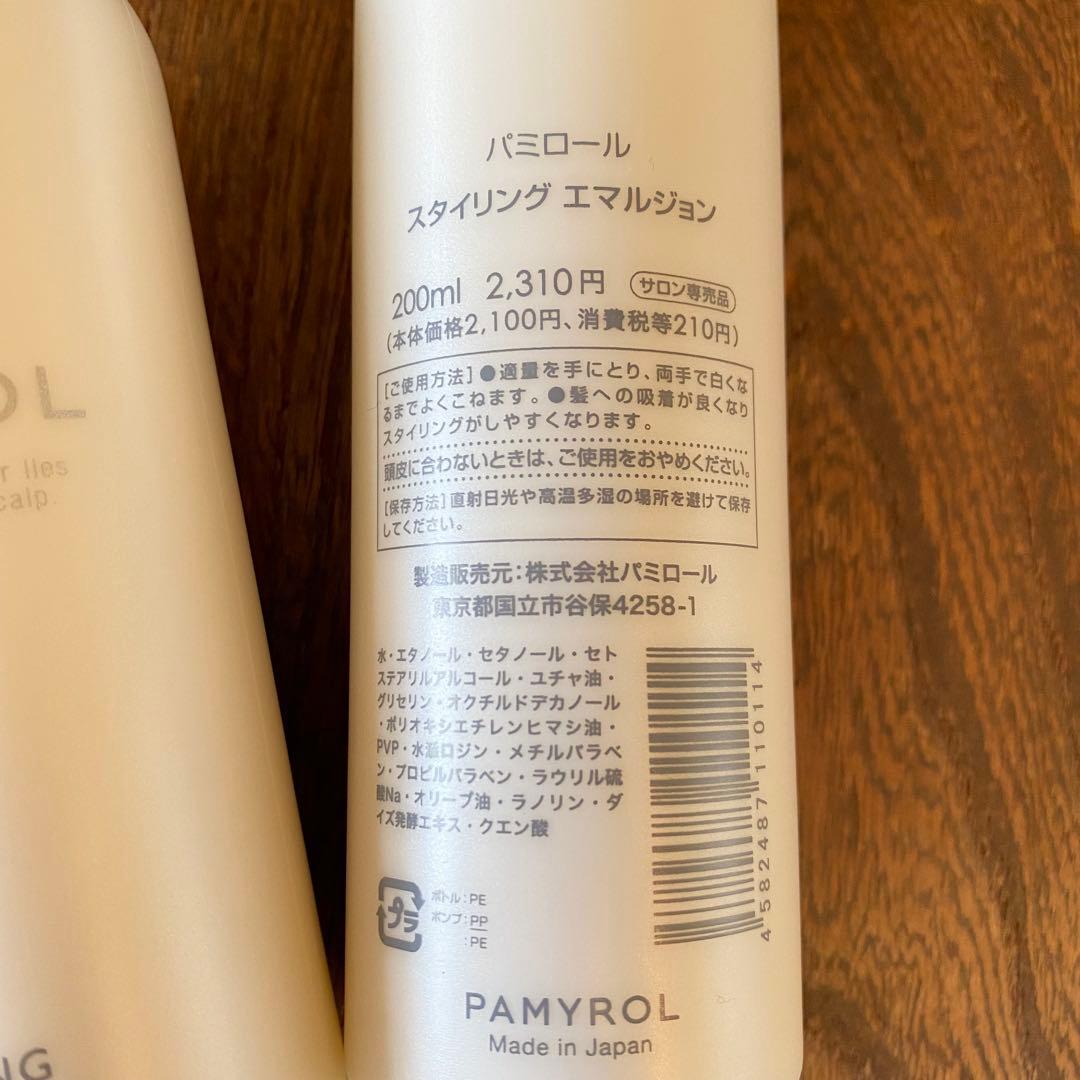 パミロール
スタイリング エマルジョン
200ml 2,310円 サロン専売品
(本体価格2,100円、消費税等210円)
[ご使用方法]●適量を手にとり、両手で白くな
るまでよくこねます。●髪への吸着が良くなり
スタイリングがしやすくなります。
頭皮に合わないときは、ご使用をおやめください。
[保存方法]直射日光や高温多湿の場所を避けて保存
してください。
製造販売元:株式会社パミロール
東京都国立市谷保4258-1
水・エタノール・セタノール・セト
ステアリルアルコール・ユチャ油・
グリセリン・オクチルドデカノール
・ポリオキシエチレンヒマシ油・
PVP・水溢ロジン・メチルパラベ
ン・プロピルパラベン・ラウリル硫
酸Na・オリーブ油・ラノリン・ダ
イズ発酵エキス・クエン酸
4582487110114
プラ
ボトル:PE
ポンプ:PP
:PE
PAMYROL
Made in Japan
OL
r lies
calp.
NG